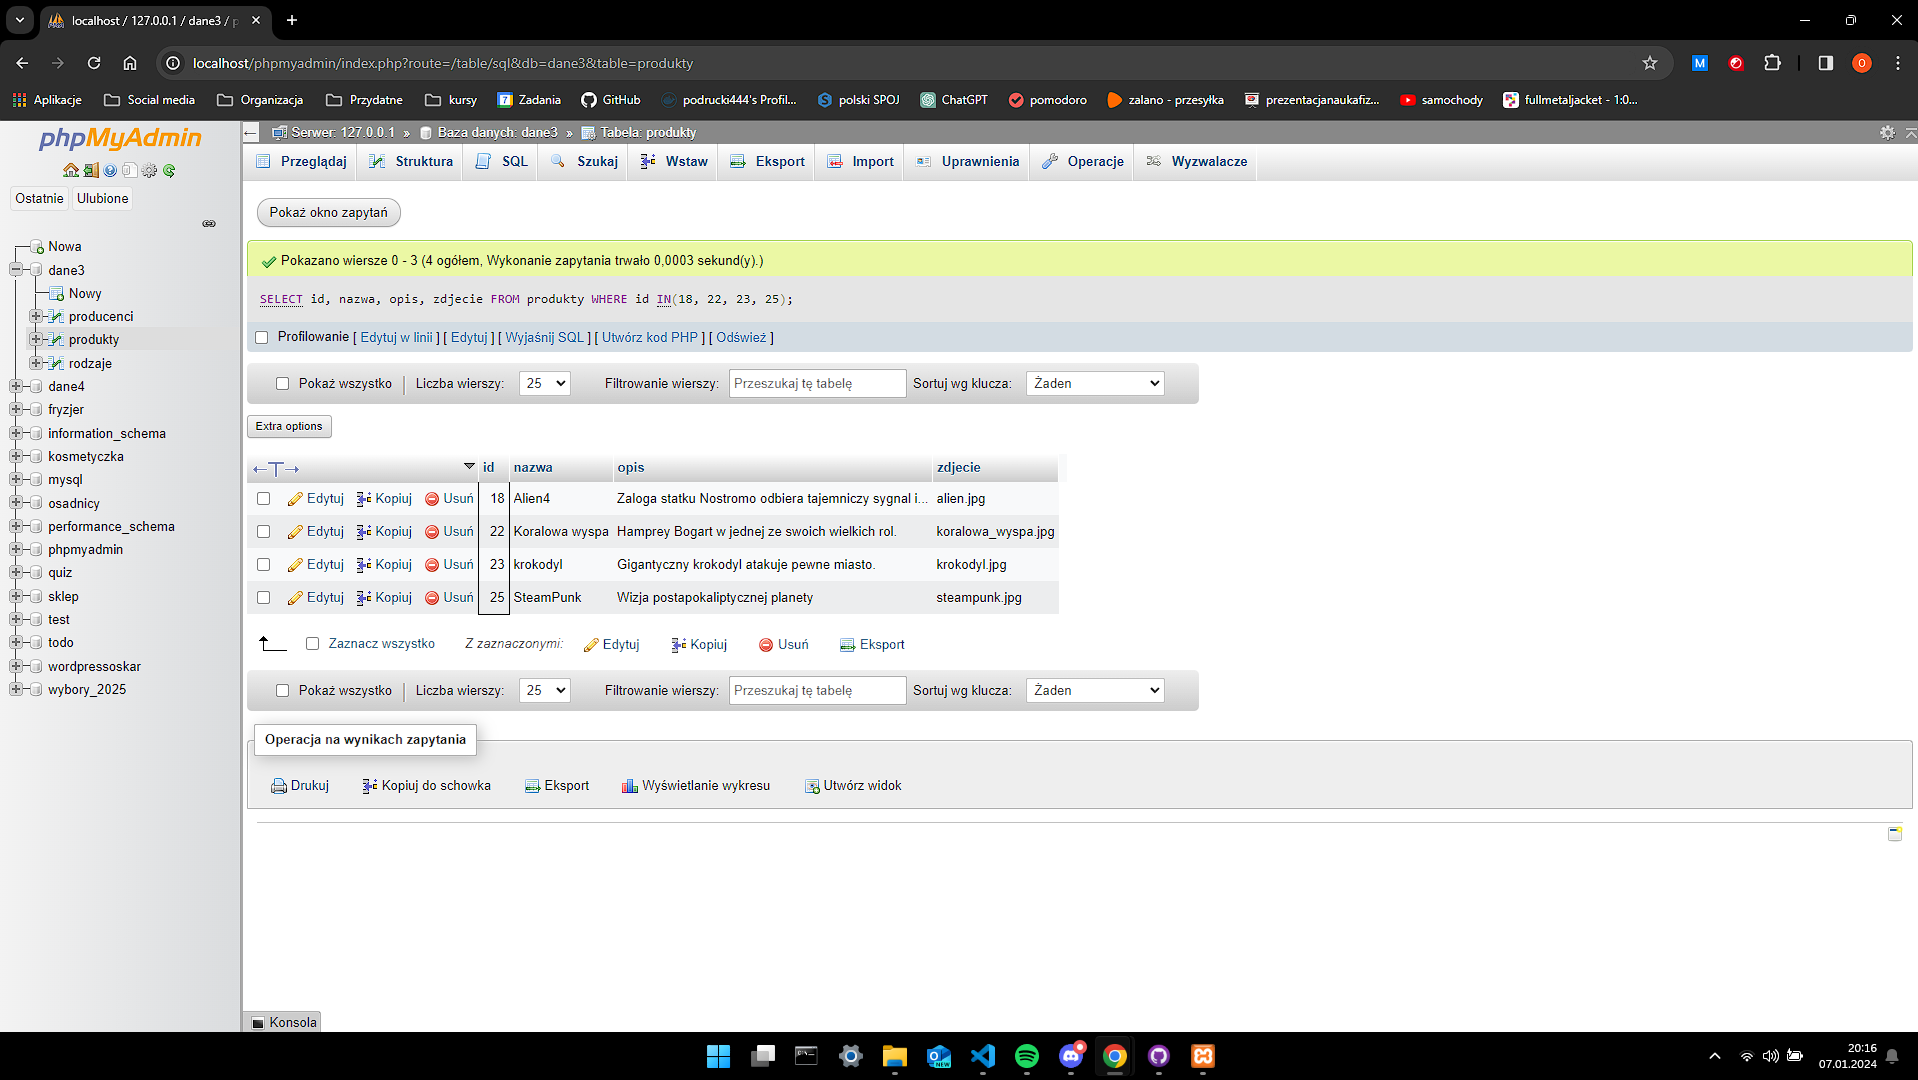 localhost / 127.0.0.1 / dane3 / p
localhost/phpmyadmin/index.php?route=/table/sql&db=dane3&table=produkty
Aplikacje Social media Organizacja Przydatne kursy Zadania GitHub podrucki444's Profil... polski SPOJ ChatGPT pomodoro zalano - przesyłka prezentacjanaukafiz... samochody fullmetaljacket - 1:0...
phpMyAdmin
Ostatnie Ulubione
Nowa
dane3
Nowy
producenci
produkty
rodzaje
dane4
fryzjer
information_schema
kosmetyczka
mysql
osadnicy
performance_schema
phpmyadmin
quiz
sklep
test
todo
wordpressoskar
wybory_2025
Serwer: 127.0.0.1 » Baza danych: dane3 » Tabela: produkty
Przeglądaj Struktura SQL Szukaj Wstaw Eksport Import Uprawnienia Operacje Wyzwalacze
Pokaż okno zapytań
Pokazano wiersze 0 - 3 (4 ogółem, Wykonanie zapytania trwało 0,0003 sekund(y).)
SELECT id, nazwa, opis, zdjecie FROM produkty WHERE id IN(18, 22, 23, 25);
Profilowanie [ Edytuj w linii ] [ Edytuj ] [ Wyjaśnij SQL ] [ Utwórz kod PHP ] [ Odśwież ]
Pokaż wszystko | Liczba wierszy: 25 Filtrowanie wierszy: Przeszukaj tę tabelę Sortuj wg klucza: Żaden
Extra options
←T→ id nazwa opis zdjecie
Edytuj Kopiuj Usuń 18 Alien4 Zaloga statku Nostromo odbiera tajemniczy sygnal i... alien.jpg
Edytuj Kopiuj Usuń 22 Koralowa wyspa Hamprey Bogart w jednej ze swoich wielkich rol. koralowa_wyspa.jpg
Edytuj Kopiuj Usuń 23 krokodyl Gigantyczny krokodyl atakuje pewne miasto. krokodyl.jpg
Edytuj Kopiuj Usuń 25 SteamPunk Wizja postapokaliptycznej planety steampunk.jpg
Zaznacz wszystko Z zaznaczonymi: Edytuj Kopiuj Usuń Eksport
Pokaż wszystko | Liczba wierszy: 25 Filtrowanie wierszy: Przeszukaj tę tabelę Sortuj wg klucza: Żaden
Operacja na wynikach zapytania
Drukuj Kopiuj do schowka Eksport Wyświetlanie wykresu Utwórz widok
Konsola
20:16
07.01.2024